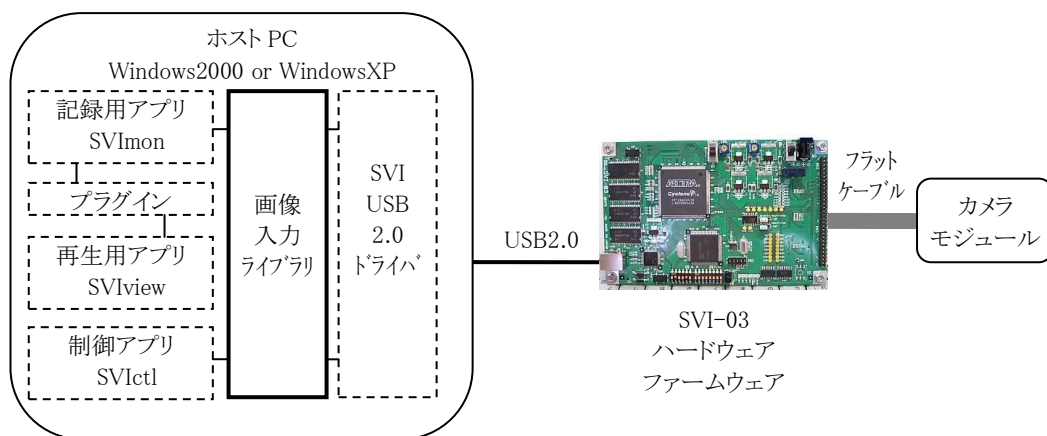 ホスト PC
Windows2000 or WindowsXP
記録用アプリ
SVImon
プラグイン
再生用アプリ
SVIview
制御アプリ
SVIctl
画像
入力
ライブラリ
SVI
USB
2.0
ドライバ
USB2.0
ALTERA
Cyclone
SVI-03
ハードウェア
ファームウェア
フラット
ケーブル
カメラ
モジュール